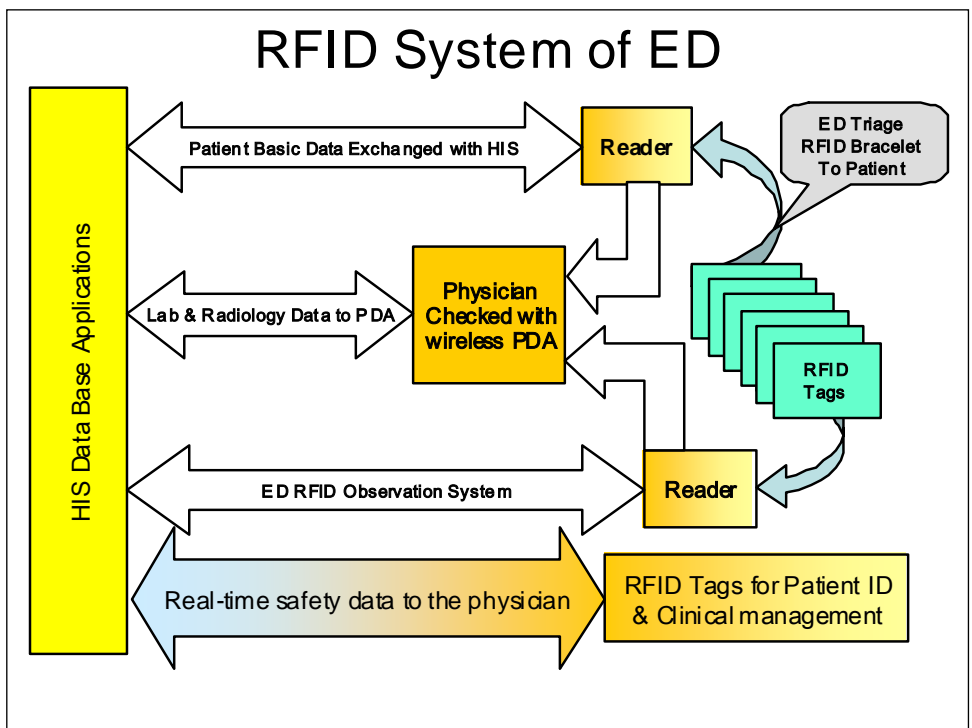 RFID System of ED
HIS Data Base Applications
Patient Basic Data Exchanged with HIS
Reader
ED Triage
RFID Bracelet
To Patient
Lab & Radiology Data to PDA
Physician
Checked with
wireless PDA
RFID
Tags
ED RFID Observation System
Reader
Real-time safety data to the physician
RFID Tags for Patient ID
& Clinical management